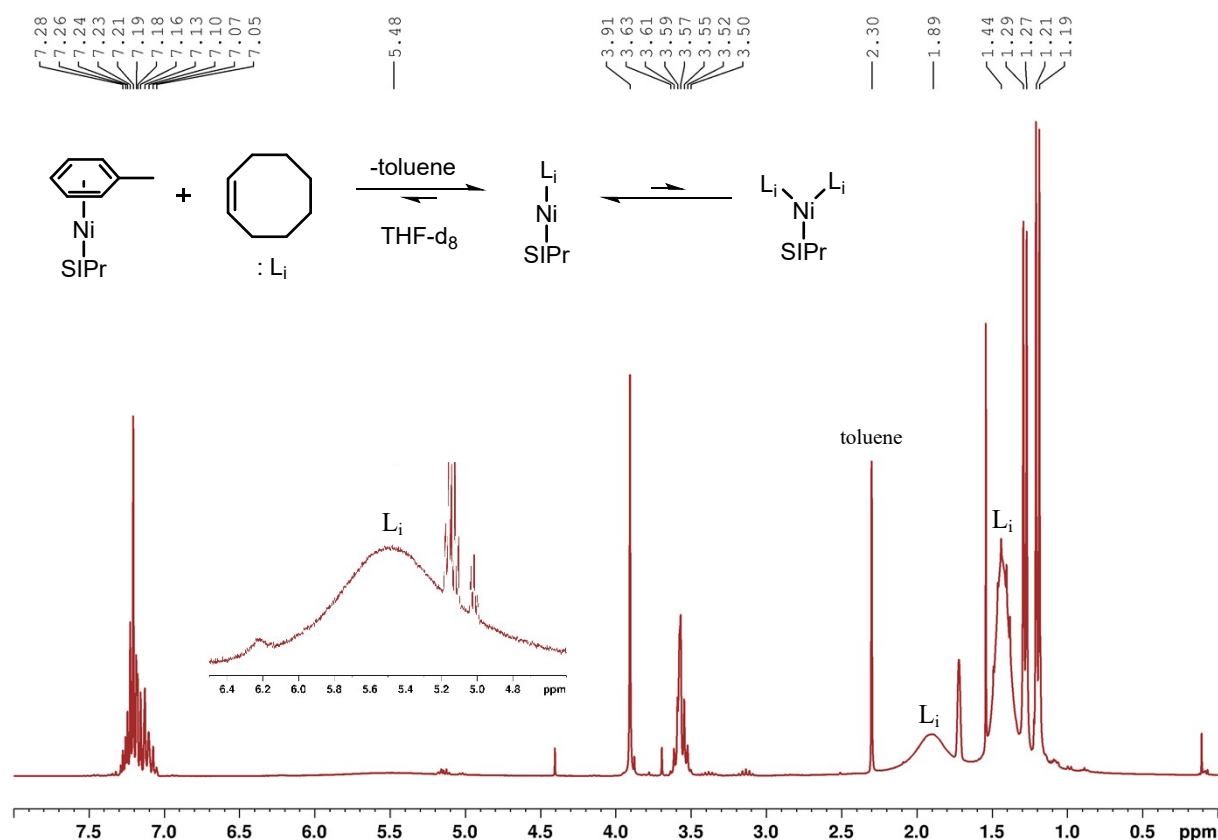 7.28 7.26 7.24 7.23 7.21 7.19 7.18 7.16 7.13 7.10 7.07 7.05 5.48 3.91 3.63 3.61 3.59 3.57 3.55 3.52 3.50 2.30 1.89 1.44 1.29 1.27 1.21 1.19
Ni
SIPr
+
: Li
-toluene
THF-d8
Li
Ni
SIPr
Li Li
Ni
SIPr
toluene
Li
Li
Li
6.4 6.2 6.0 5.8 5.6 5.4 5.2 5.0 4.8 ppm
7.5 7.0 6.5 6.0 5.5 5.0 4.5 4.0 3.5 3.0 2.5 2.0 1.5 1.0 0.5 ppm